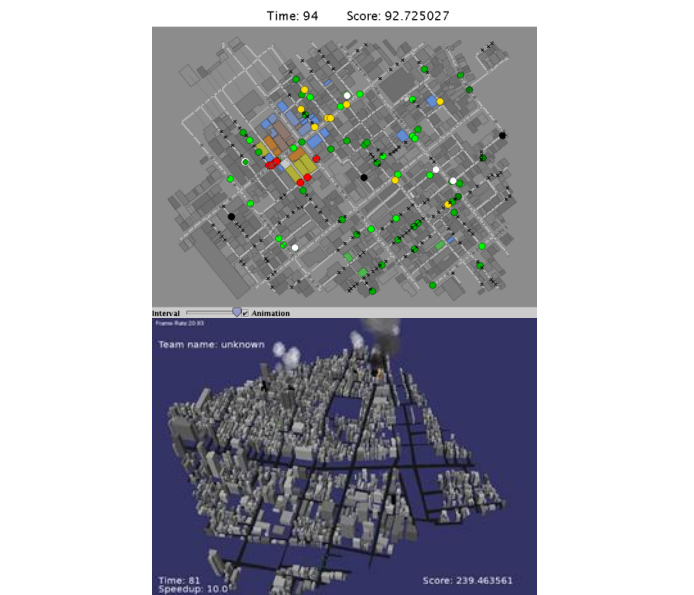 Time: 94 Score: 92.725027
Interval Animation
Frame Rate 20.93
Team name: unknown
Time: 81 Score: 239.463561
Speedup: 10.0